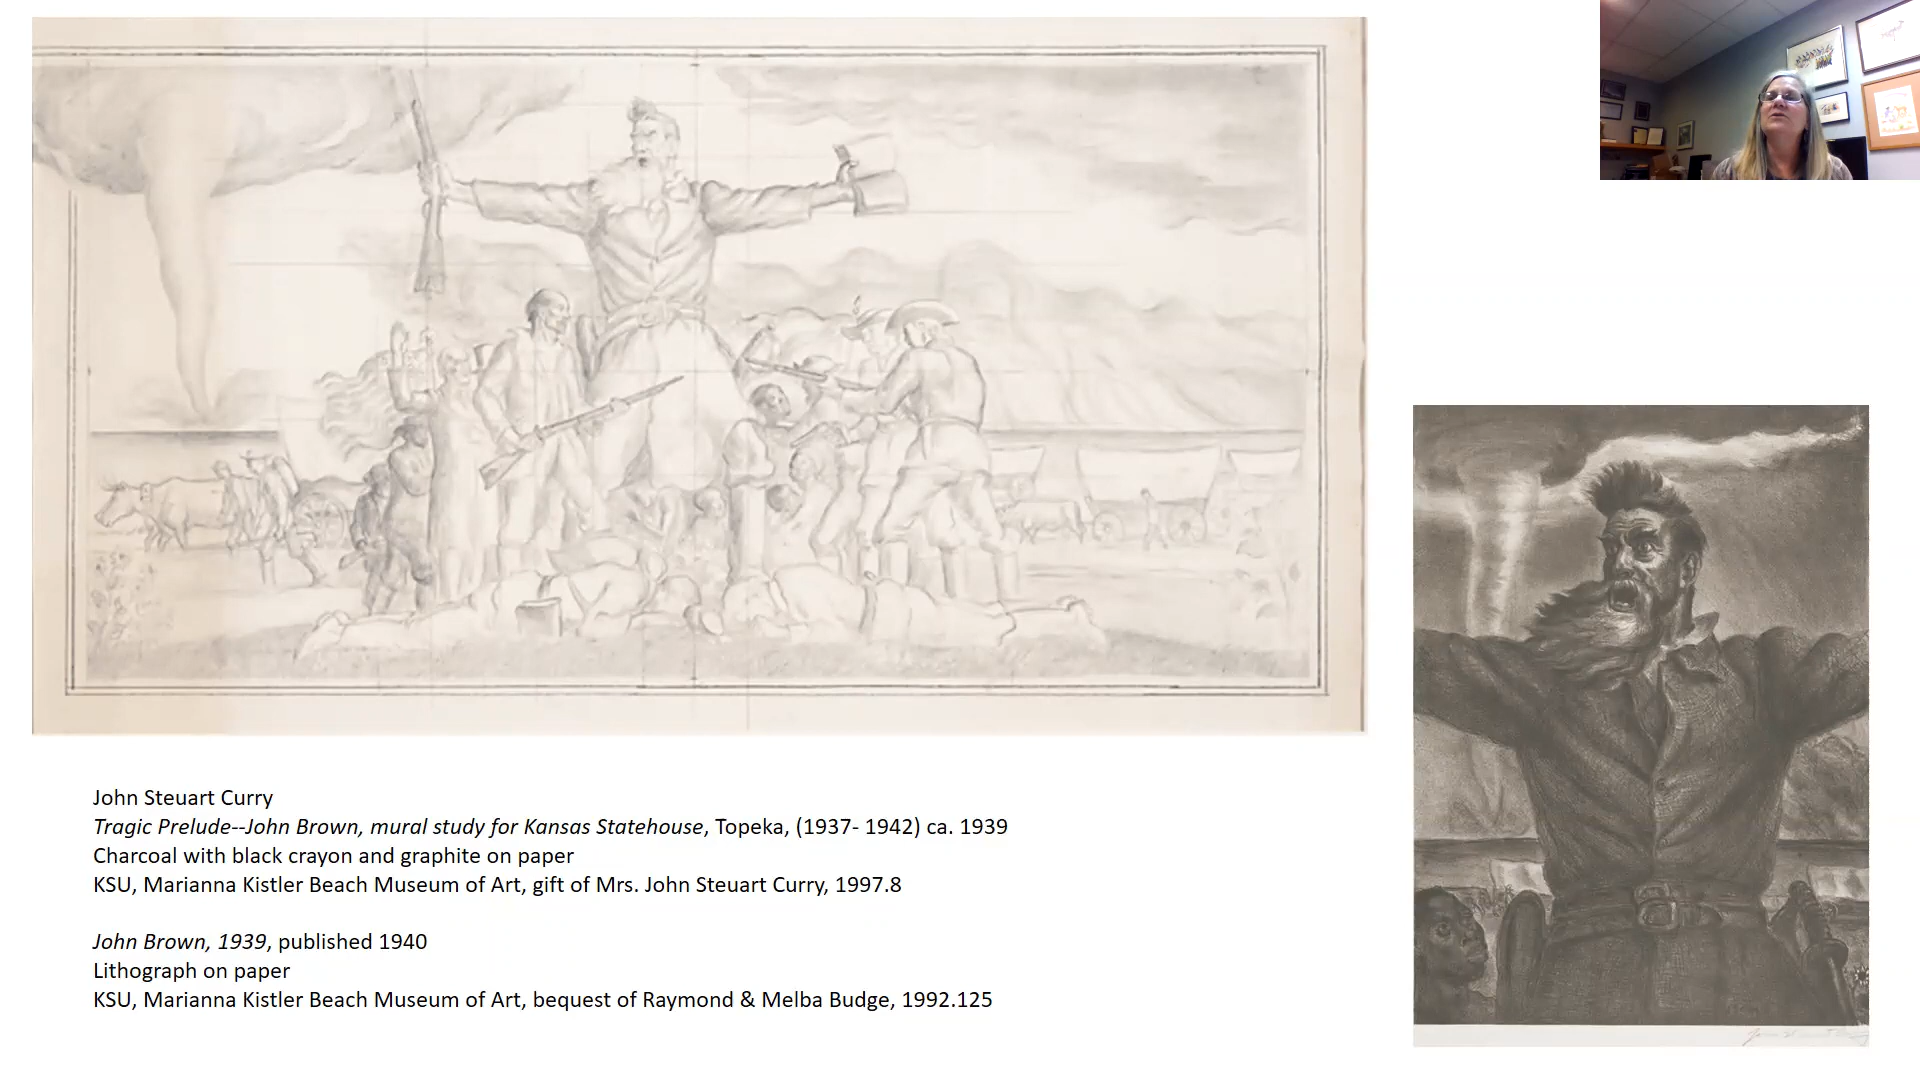 John Steuart Curry
Tragic Prelude--John Brown, mural study for Kansas Statehouse, Topeka, (1937- 1942) ca. 1939
Charcoal with black crayon and graphite on paper
KSU, Marianna Kistler Beach Museum of Art, gift of Mrs. John Steuart Curry, 1997.8
John Brown, 1939, published 1940
Lithograph on paper
KSU, Marianna Kistler Beach Museum of Art, bequest of Raymond & Melba Budge, 1992.125